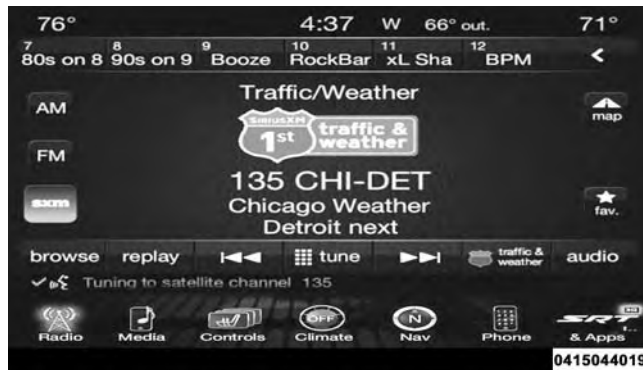 76° 4:37 W 66° out. 71°
7 8 9 10 11 12
80s on 8 90s on 9 Booze RockBar xL Sha BPM <
Traffic/Weather
AM
map
SiriusXM
1st traffic & weather
FM
135 CHI-DET
sxm
Chicago Weather
fav.
Detroit next
browse replay tune traffic & weather audio
Tuning to satellite channel 135
OFF N
Radio Media Controls Climate Nav Phone SRT & Apps
0415044019